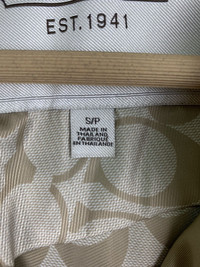 EST. 1941
S/P
MADE IN
THAILAND
FABRIQUÉ
EN THAÏLANDE